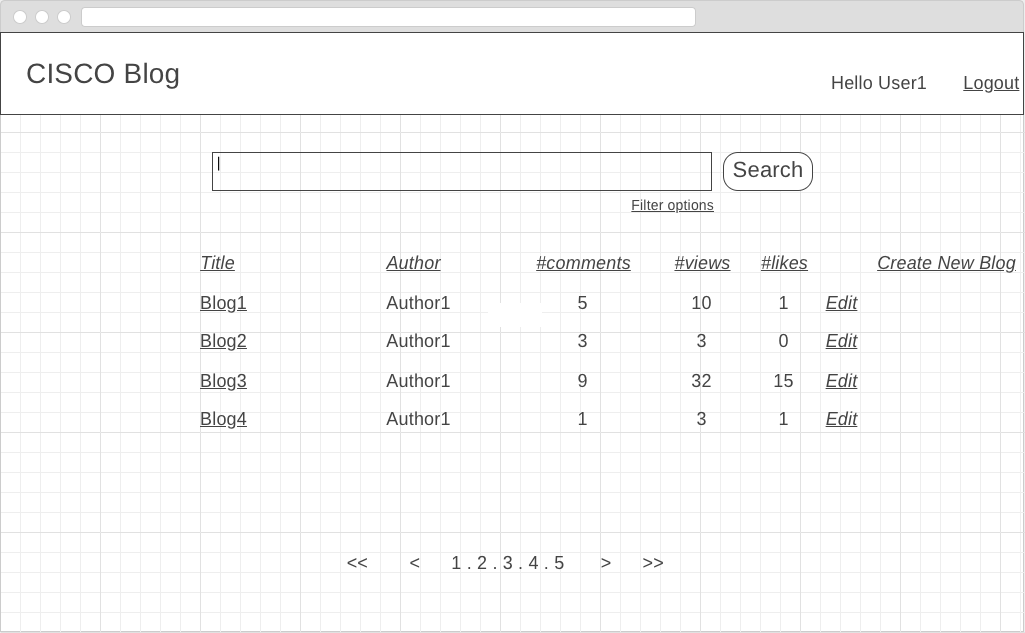 CISCO Blog
Hello User1 Logout
Search
Filter options
Title Author #comments #views #likes Create New Blog
Blog1 Author1 5 10 1 Edit
Blog2 Author1 3 3 0 Edit
Blog3 Author1 9 32 15 Edit
Blog4 Author1 1 3 1 Edit
<< < 1 . 2 . 3 . 4 . 5 > >>